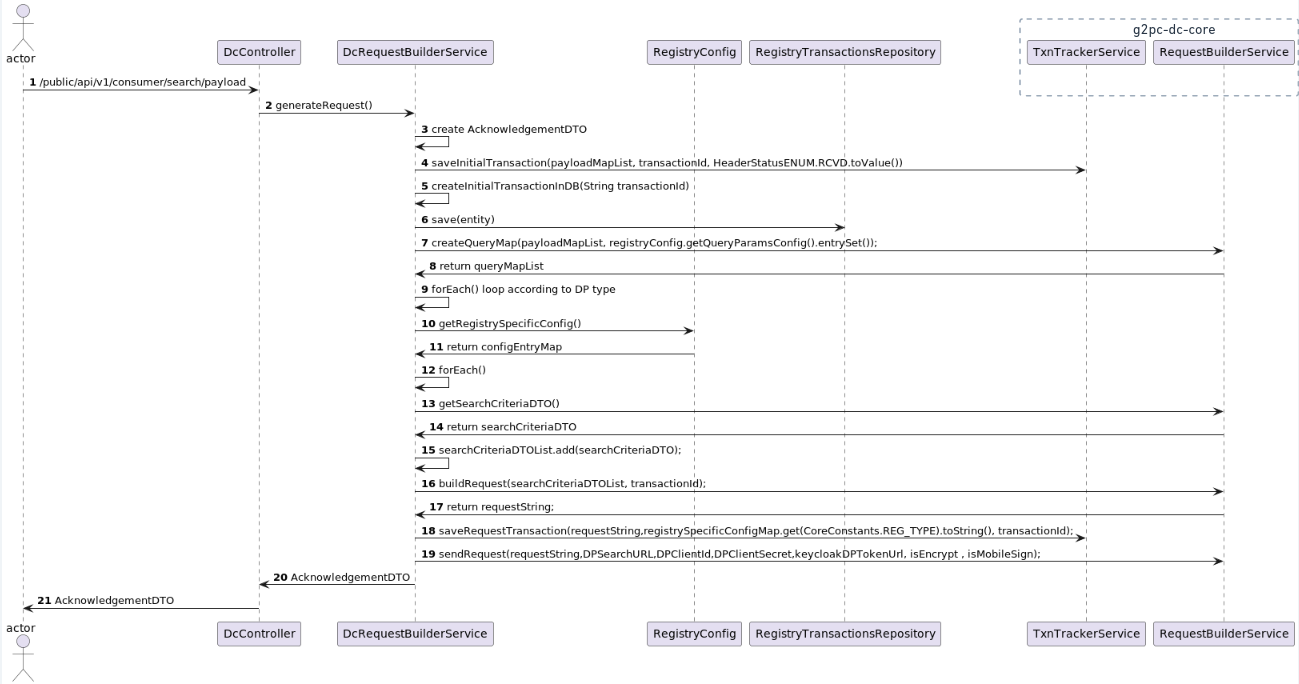 g2pc-dc-core
actor
DcController
DcRequestBuilderService
RegistryConfig
RegistryTransactionsRepository
TxnTrackerService
RequestBuilderService
1 /public/api/v1/consumer/search/payload
2 generateRequest()
3 create AcknowledgementDTO
4 saveInitialTransaction(payloadMapList, transactionId, HeaderStatusENUM.RCVD.toValue())
5 createInitialTransactionInDB(String transactionId)
6 save(entity)
7 createQueryMap(payloadMapList, registryConfig.getQueryParamsConfig().entrySet());
8 return queryMapList
9 forEach() loop according to DP type
10 getRegistrySpecificConfig()
11 return configEntryMap
12 forEach()
13 getSearchCriteriaDTO()
14 return searchCriteriaDTO
15 searchCriteriaDTOList.add(searchCriteriaDTO);
16 buildRequest(searchCriteriaDTOList, transactionId);
17 return requestString;
18 saveRequestTransaction(requestString,registrySpecificConfigMap.get(CoreConstants.REG_TYPE).toString(), transactionId);
19 sendRequest(requestString,DPSearchURL,DPClientId,DPClientSecret,keycloakDPTokenUrl, isEncrypt , isMobileSign);
20 AcknowledgementDTO
21 AcknowledgementDTO
actor
DcController
DcRequestBuilderService
RegistryConfig
RegistryTransactionsRepository
TxnTrackerService
RequestBuilderService